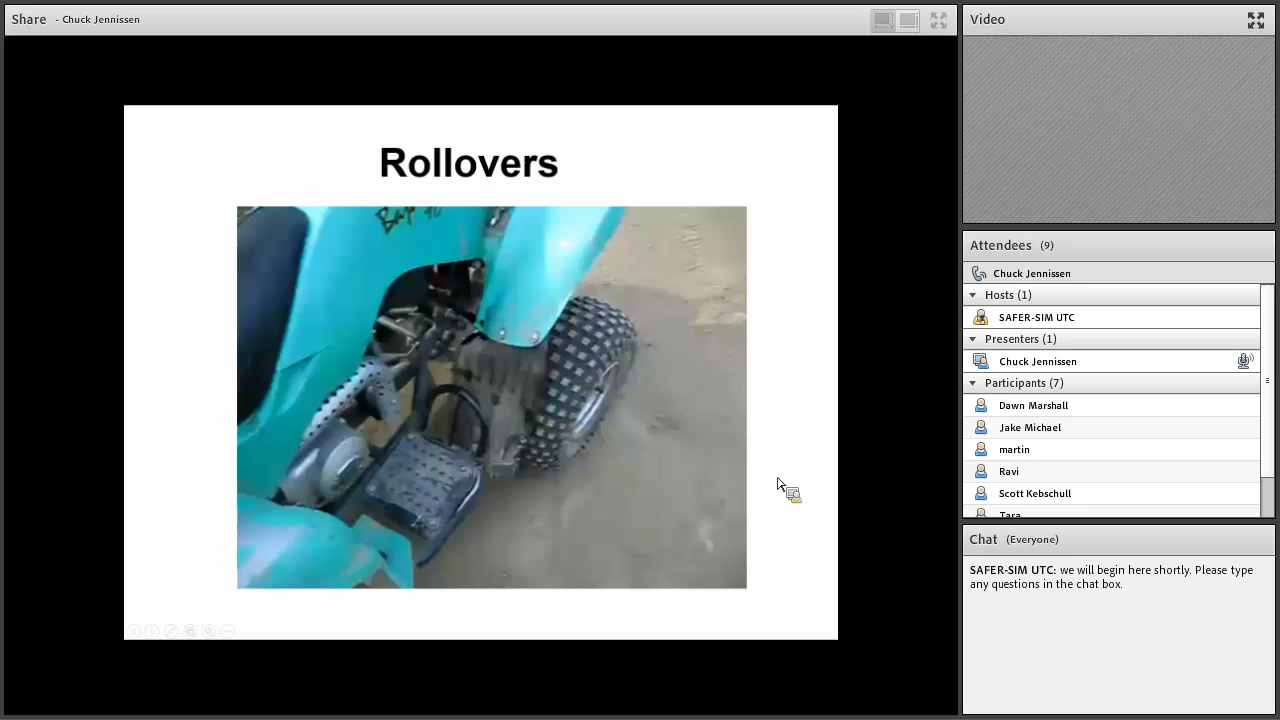 Share - Chuck Jennissen
Rollovers
Video
Attendees (9)
Chuck Jennissen
Hosts (1)
SAFER-SIM UTC
Presenters (1)
Chuck Jennissen
Participants (7)
Dawn Marshall
Jake Michael
martin
Ravi
Scott Kebschull
Tara
Chat (Everyone)
SAFER-SIM UTC: we will begin here shortly. Please type
any questions in the chat box.